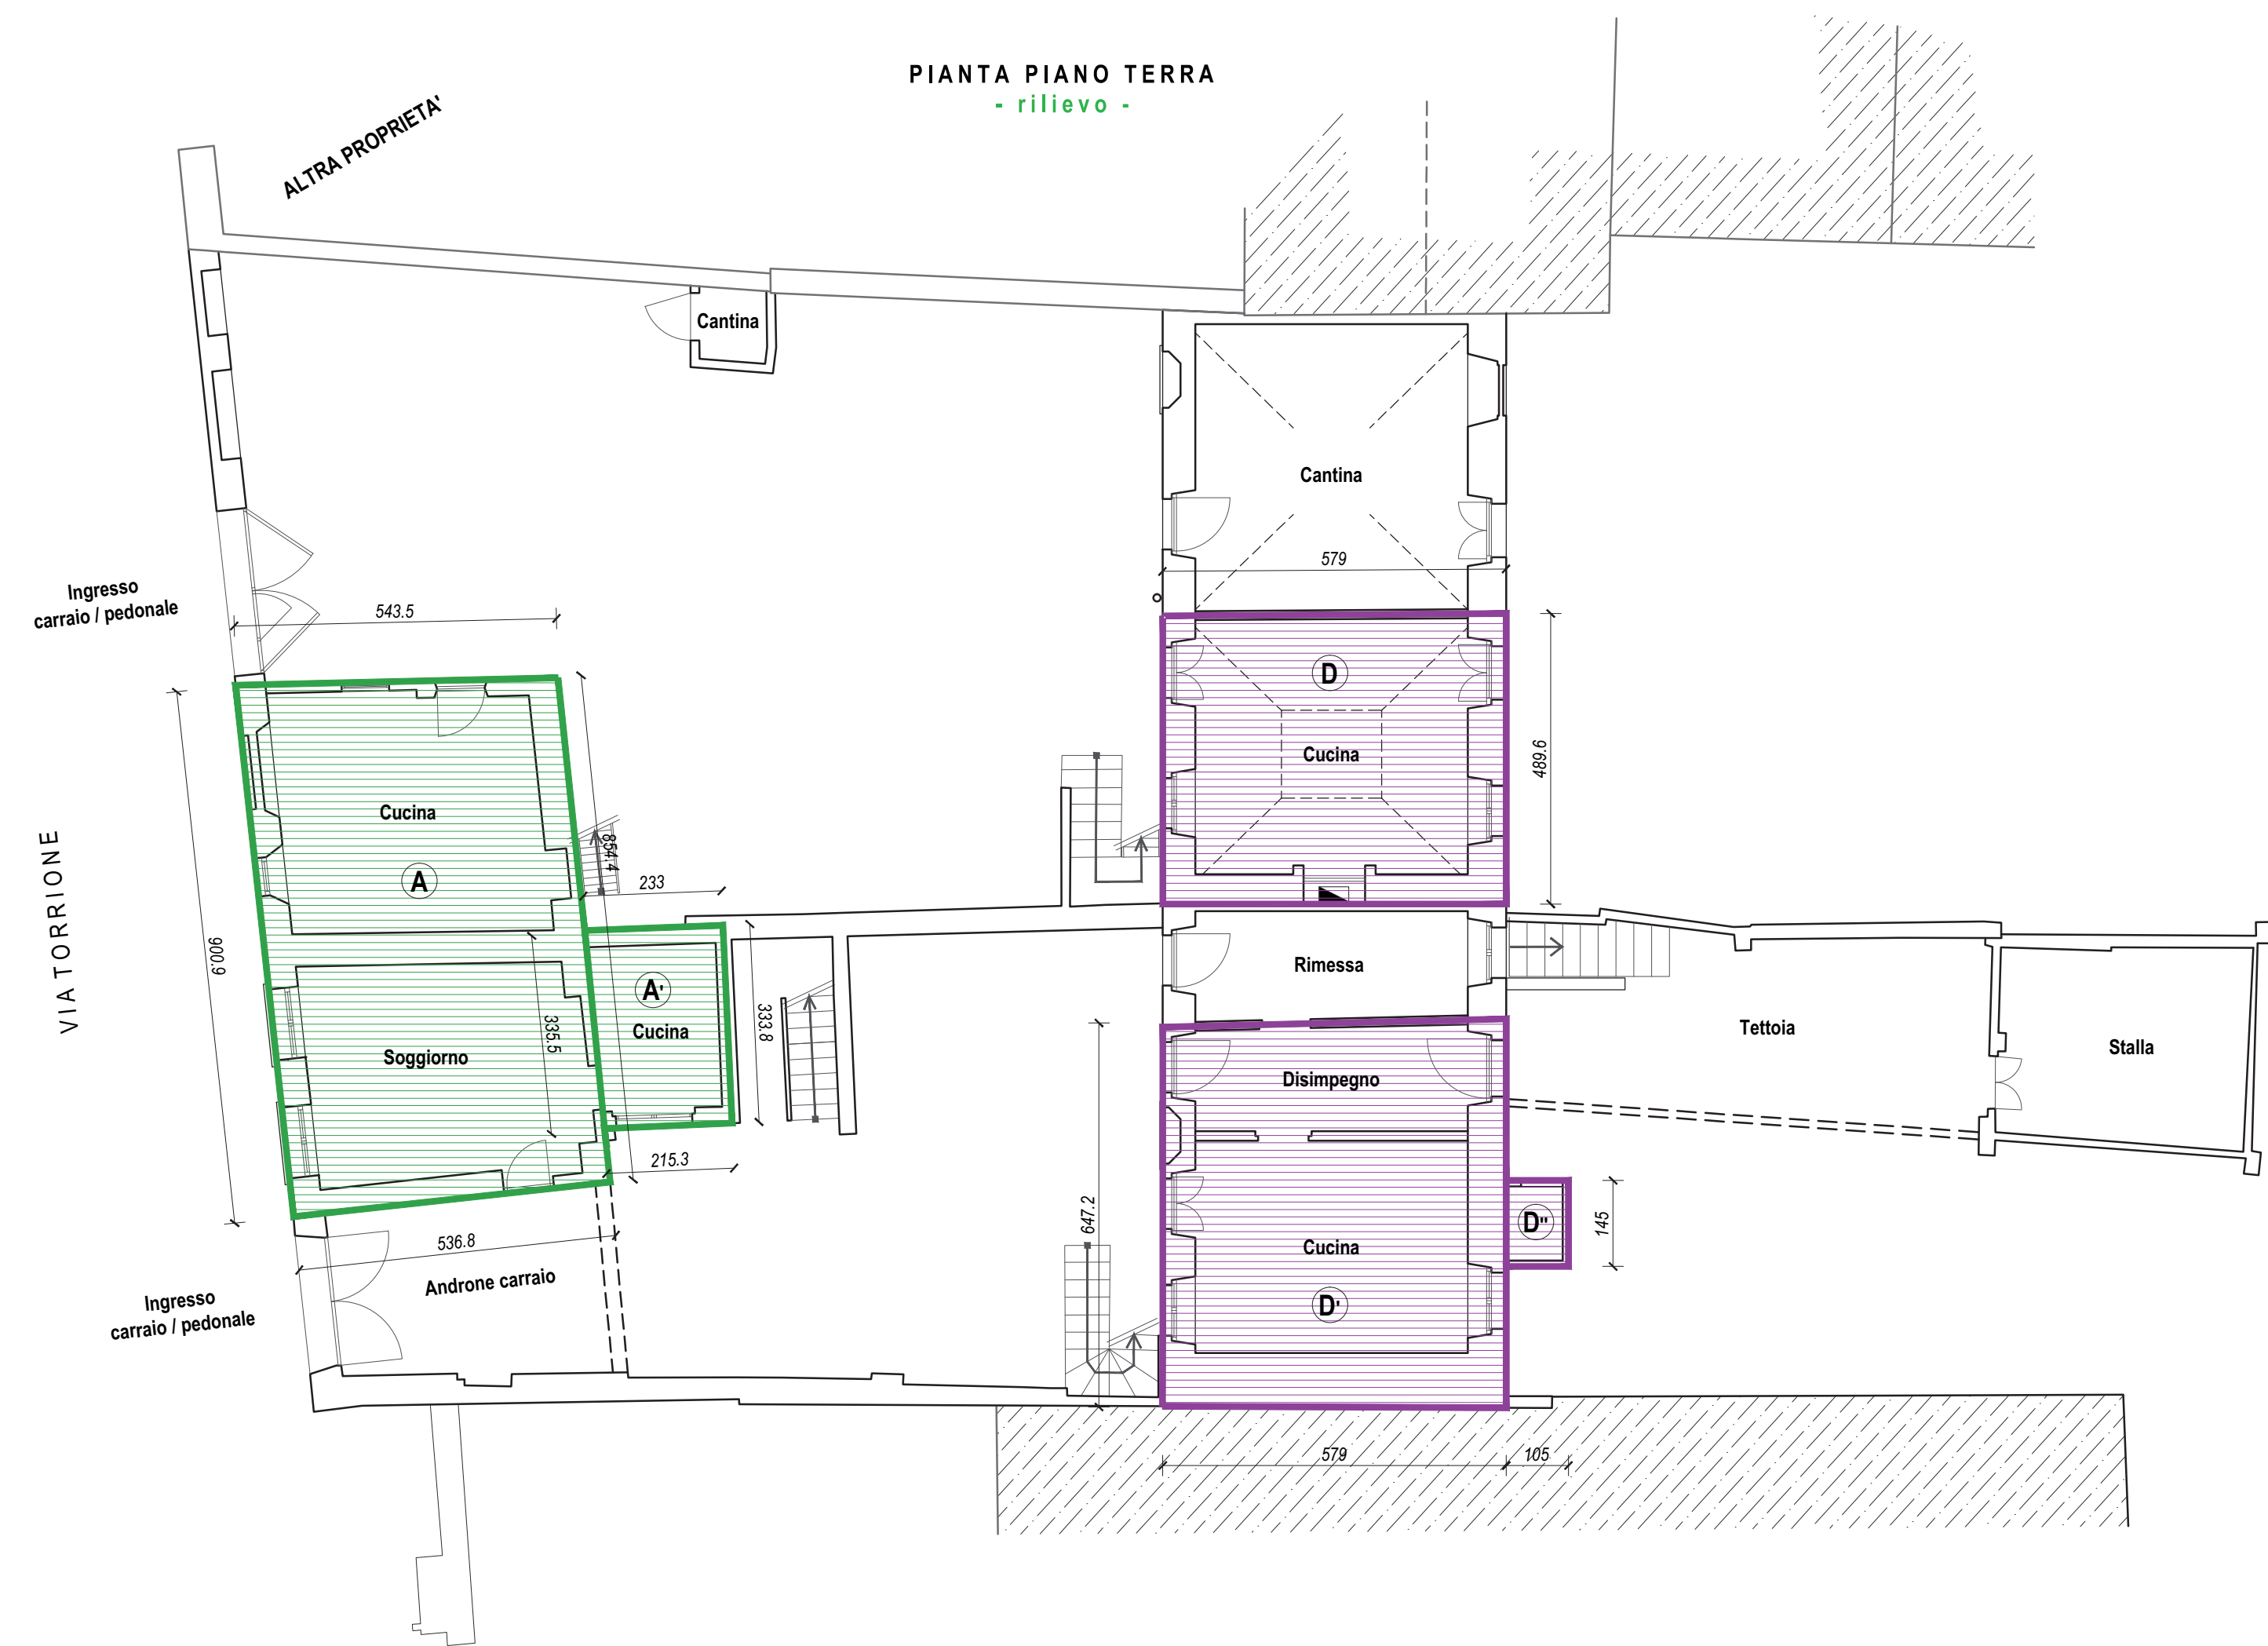 PIANTA PIANO TERRA
- rilievo -
ALTRA PROPRIETA'
Cantina
Cantina
579
Ingresso
carraio / pedonale
543.5
D
489.6
Cucina
Cucina
VIA TORRIONE
A
854.4
233
900.9
Rimessa
A'
335.5
Cucina
333.8
Soggiorno
Tettoia
Stalla
Disimpegno
215.3
647.2
D"
145
536.8
Cucina
Androne carraio
D'
Ingresso
carraio / pedonale
579
105